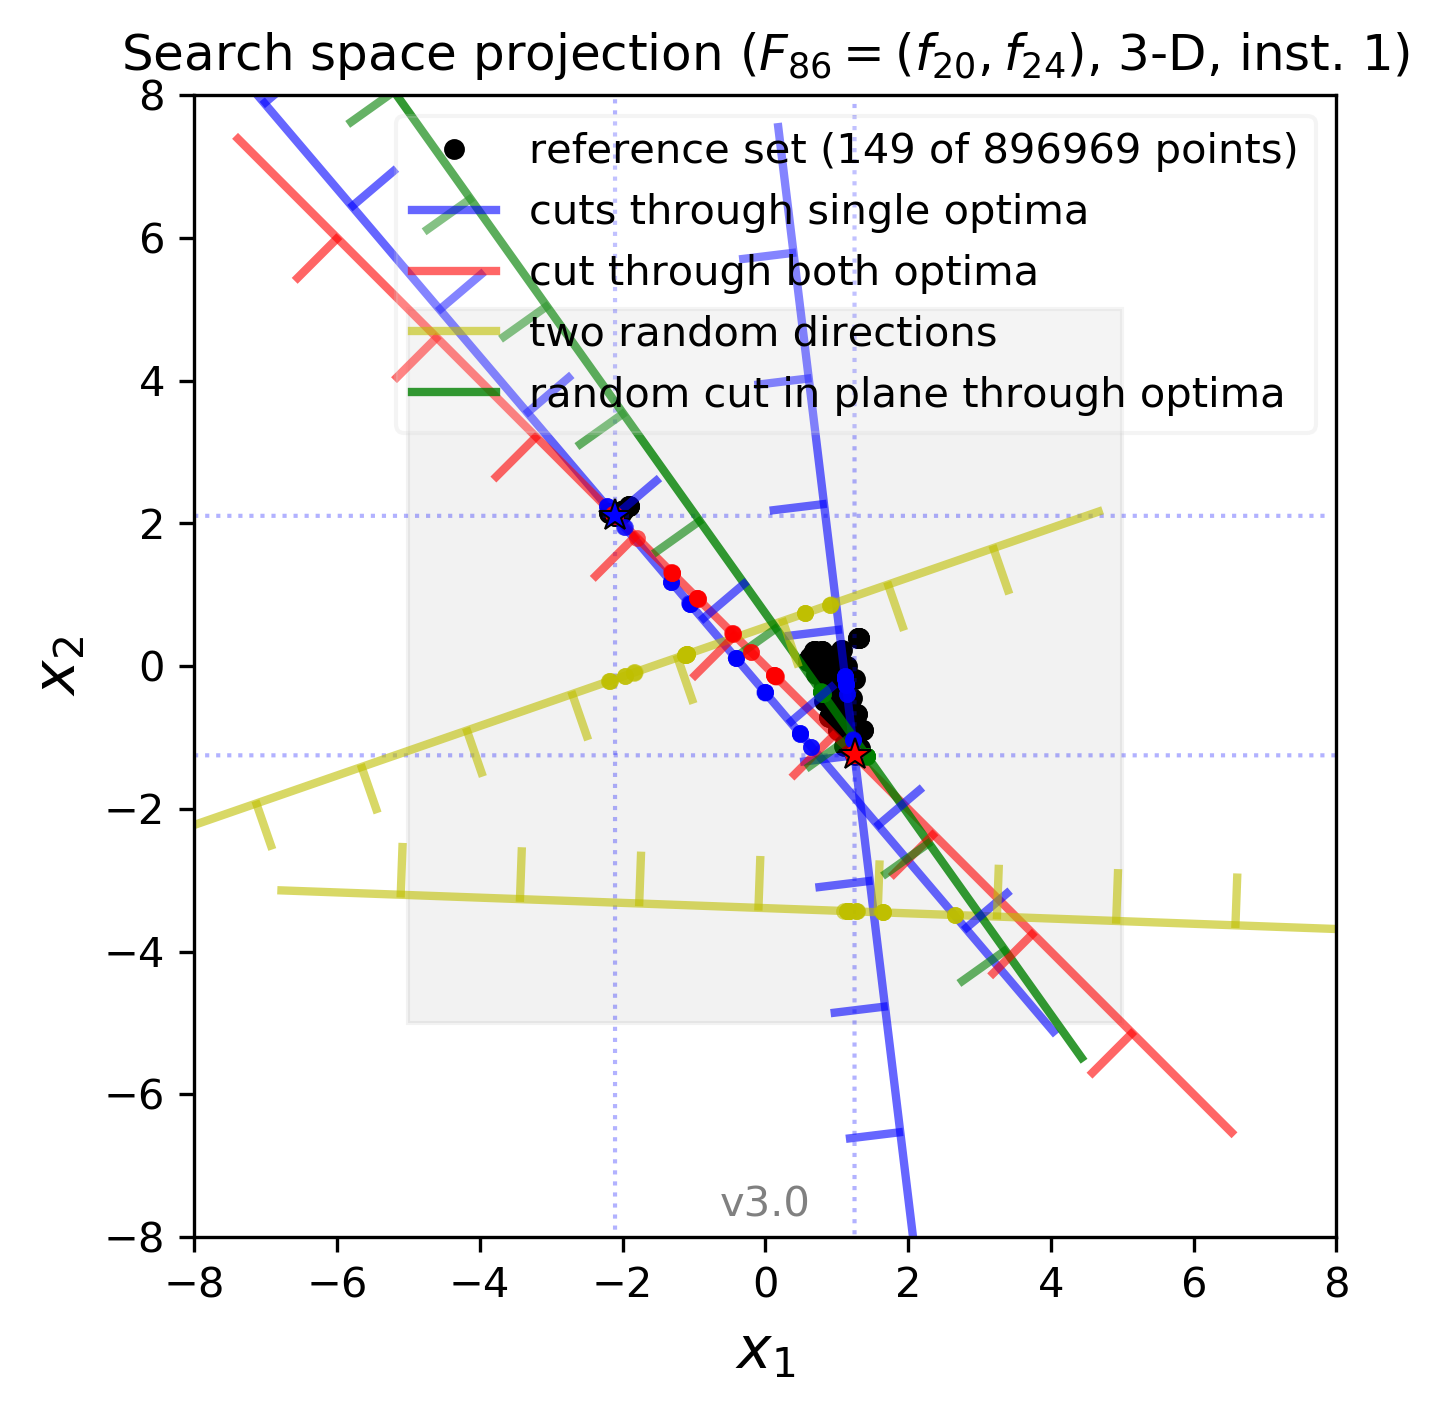 Search space projection (F₈₆ = (f₂₀, f₂₄), 3-D, inst. 1)
reference set (149 of 896969 points)
cuts through single optima
cut through both optima
two random directions
random cut in plane through optima
8
6
4
2
0
−2
−4
−6
−8
x₂
v3.0
−8 −6 −4 −2 0 2 4 6 8
x₁